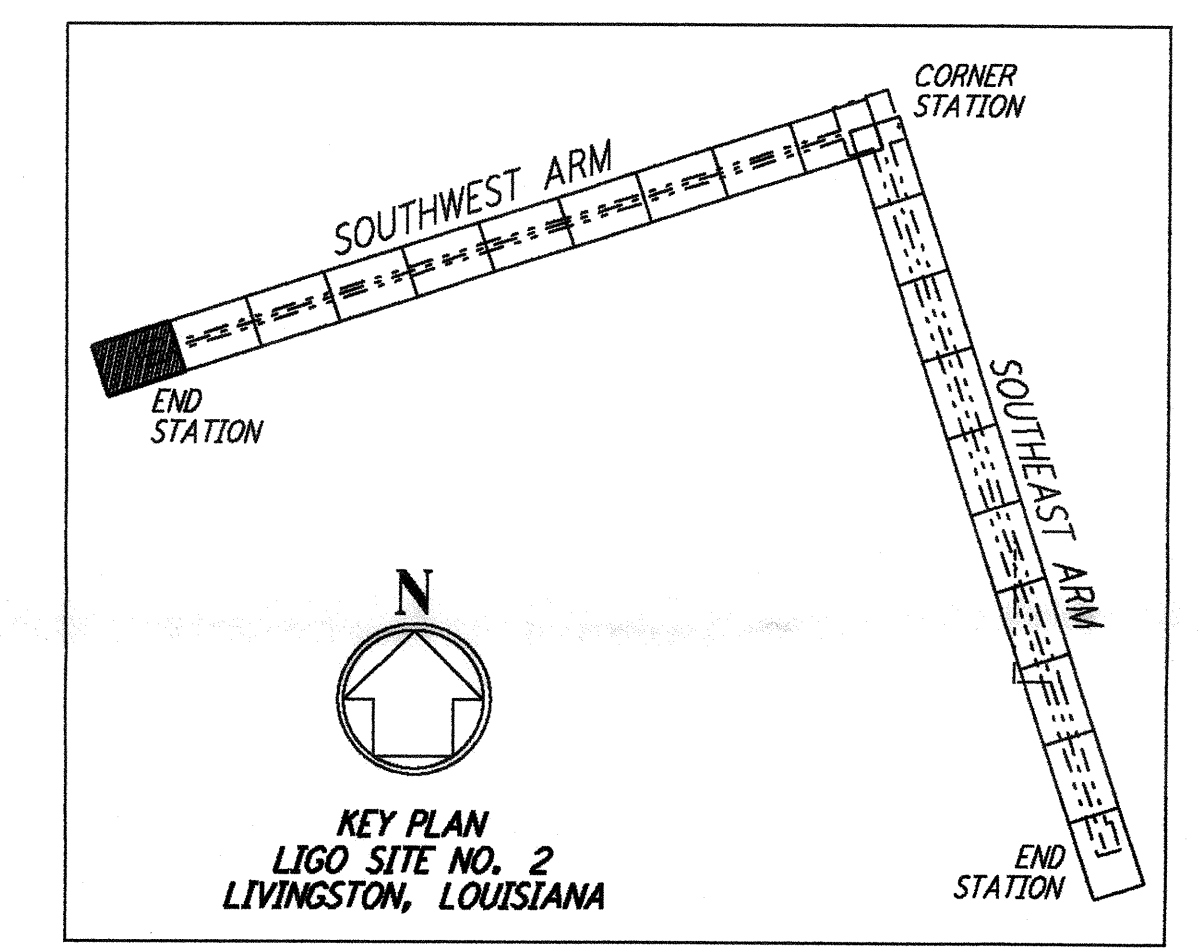 CORNER
STATION
SOUTHWEST ARM
END
STATION
SOUTHEAST ARM
N
KEY PLAN
LIGO SITE NO. 2
LIVINGSTON, LOUISIANA
END
STATION